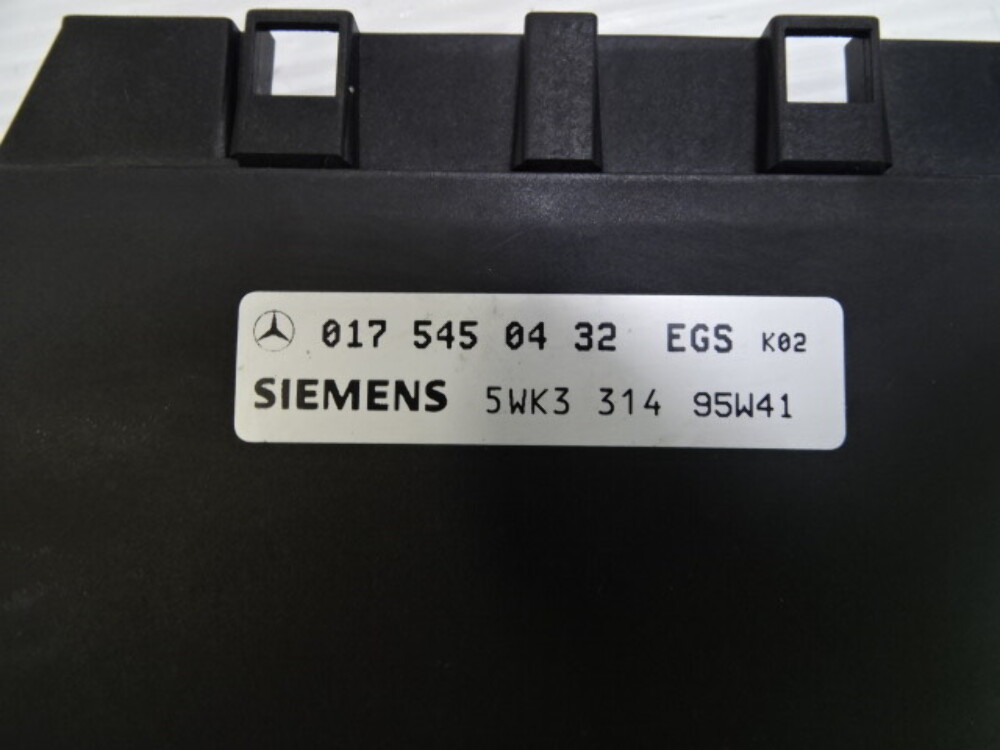 017 545 04 32 EGS K02
SIEMENS 5WK3 314 95W41